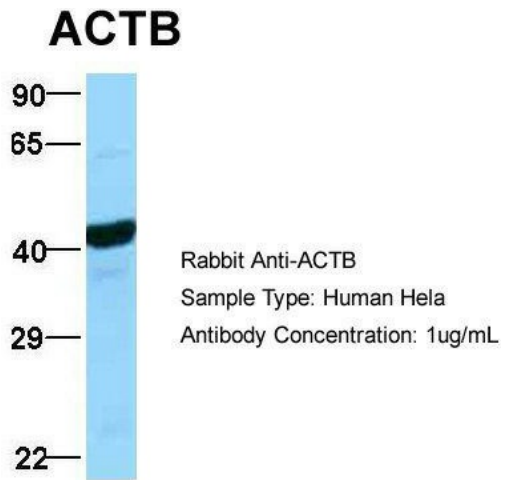 ACTB
90
65
40
29
22
Rabbit Anti-ACTB
Sample Type: Human Hela
Antibody Concentration: 1ug/mL